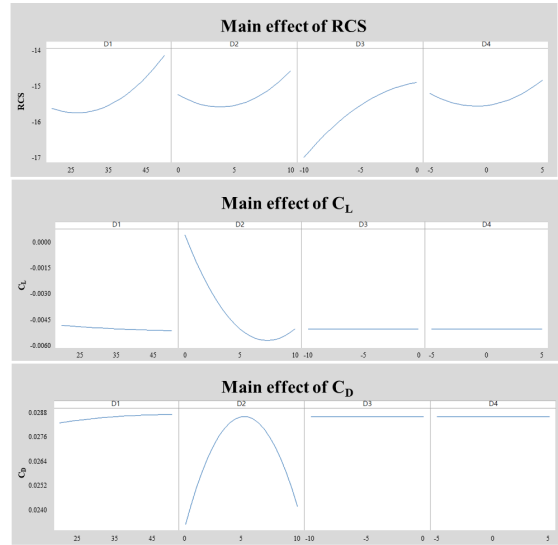 Main effect of RCS
D1 D2 D3 D4
-14
-15
-16
-17
RCS
25 35 45 0 5 10 -10 -5 0 -5 0 5
Main effect of CL
D1 D2 D3 D4
0.0000
-0.0015
-0.0030
-0.0045
-0.0060
CL
25 35 45 0 5 10 -10 -5 0 -5 0 5
Main effect of CD
D1 D2 D3 D4
0.0288
0.0276
0.0264
0.0252
0.0240
CD
25 35 45 0 5 10 -10 -5 0 -5 0 5